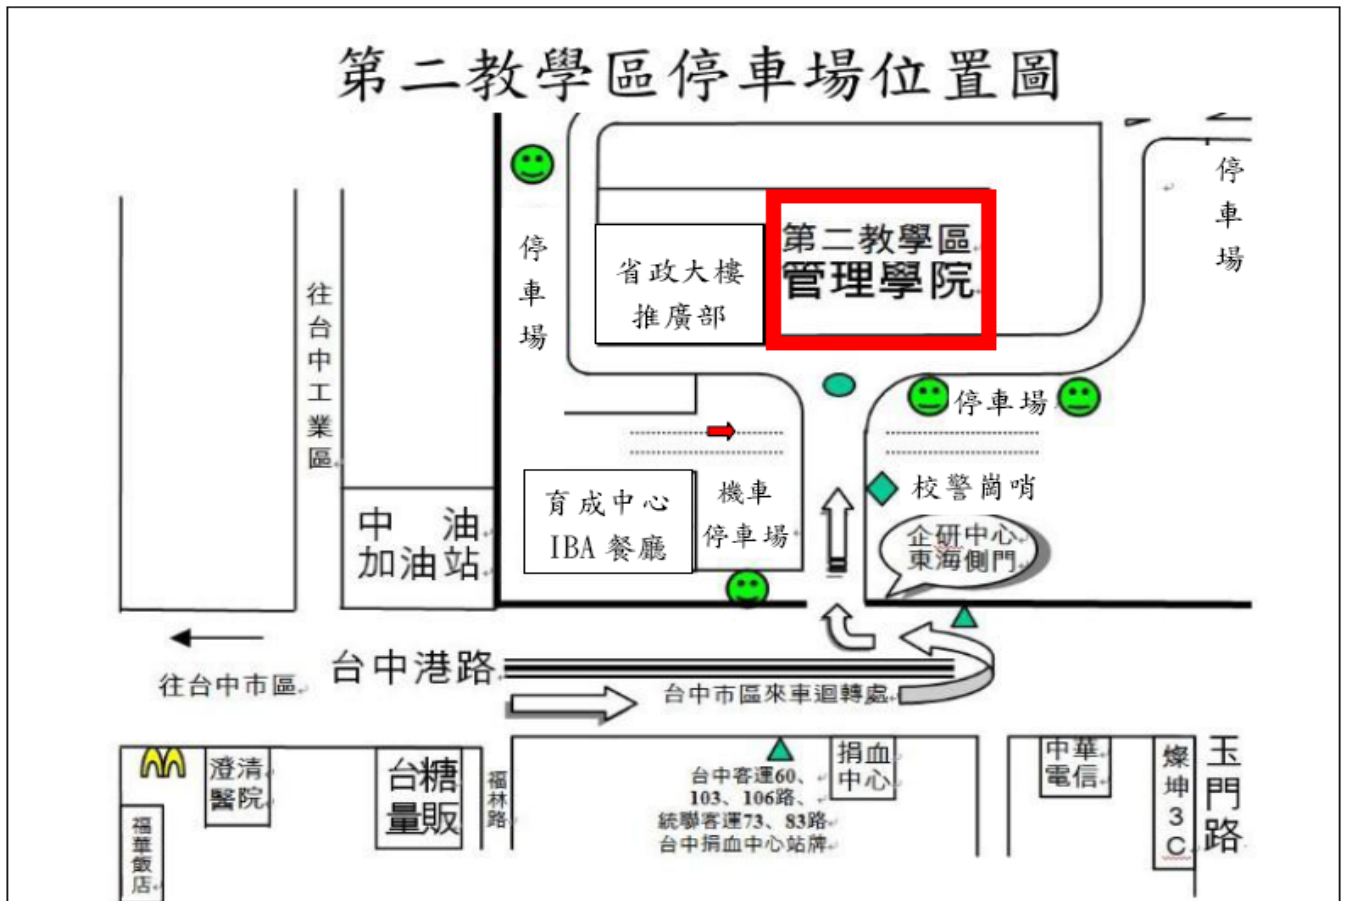 第二教學區停車場位置圖
停車場
停車場
往台中工業區
省政大樓
推廣部
第二教學區
管理學院
停車場
中 油
加油站
育成中心
IBA 餐廳
機車
停車場
校警崗哨
企研中心
東海側門
往台中市區
台中港路
台中市區來車迴轉處
澄清
醫院
福華飯店
台糖
量販
福林路
台中客運60、
103、106路、
統聯客運73、83路
台中捐血中心站牌
捐血
中心
中華
電信
燦坤3C
玉門路